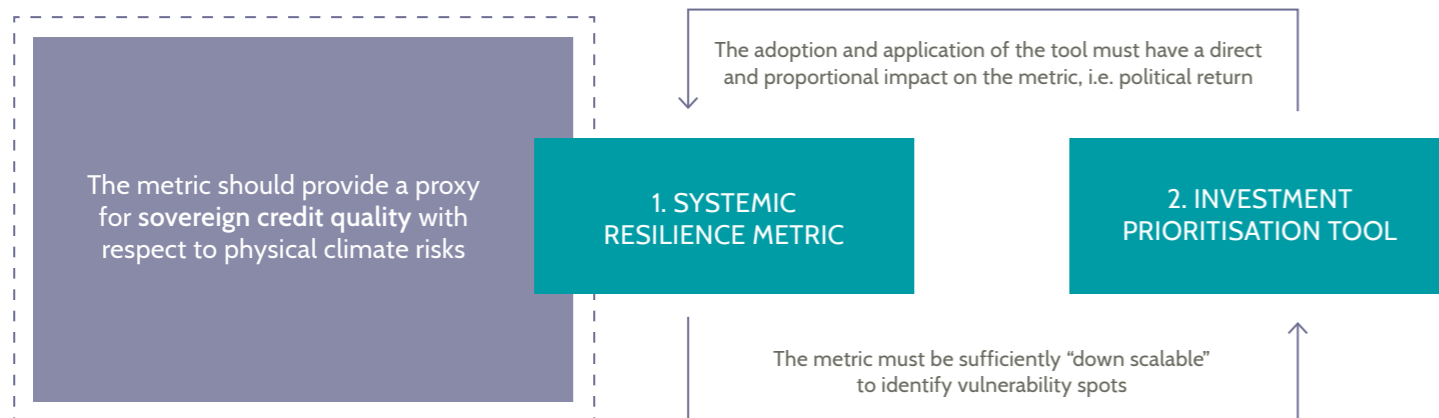 The adoption and application of the tool must have a direct
and proportional impact on the metric, i.e. political return
The metric should provide a proxy
for sovereign credit quality with
respect to physical climate risks
1. SYSTEMIC
RESILIENCE METRIC
2. INVESTMENT
PRIORITISATION TOOL
The metric must be sufficiently “down scalable”
to identify vulnerability spots